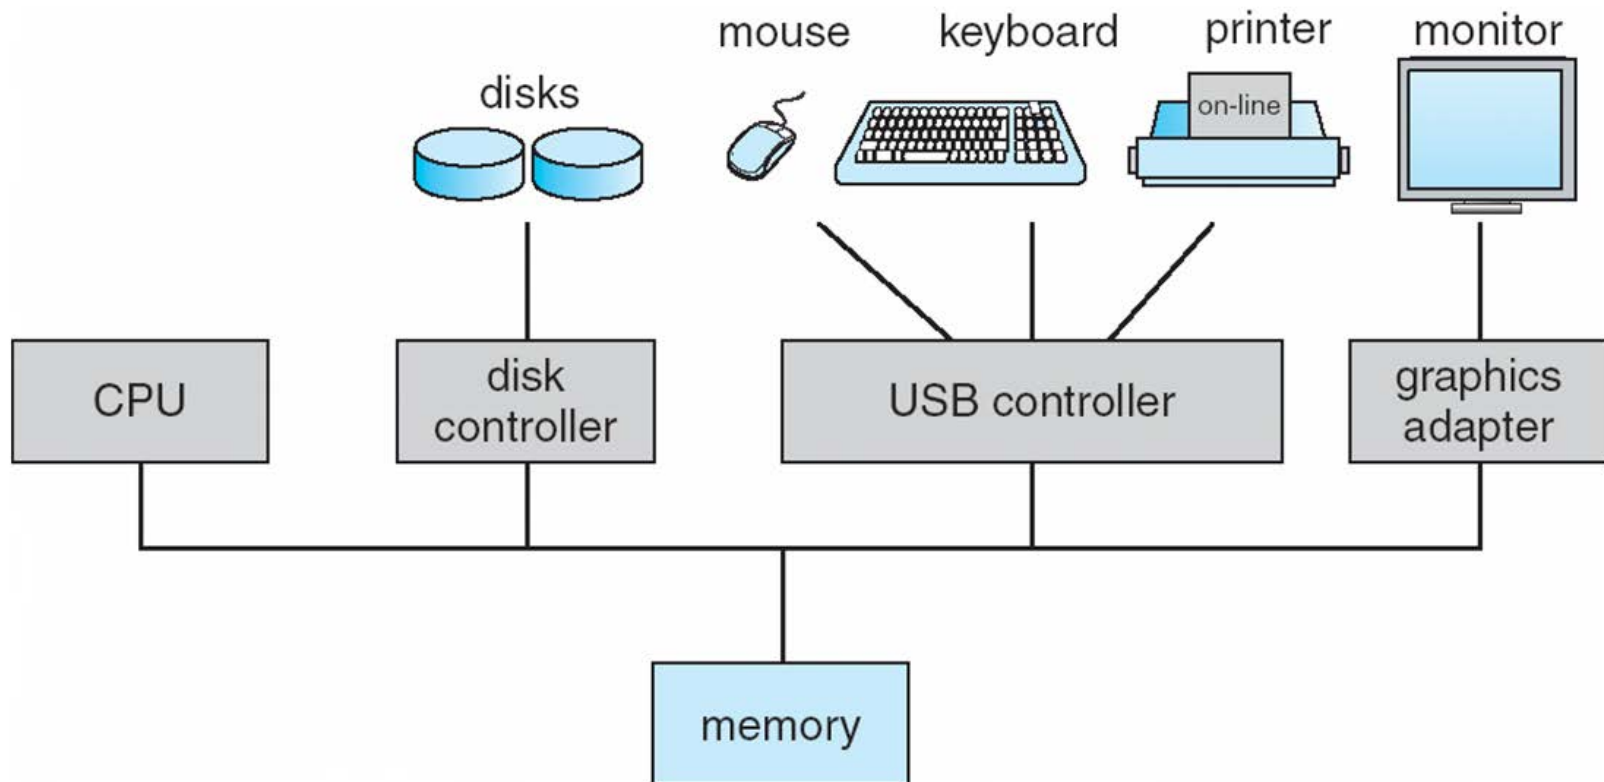 mouse
keyboard
printer
monitor
disks
on-line
CPU
disk
controller
USB controller
graphics
adapter
memory